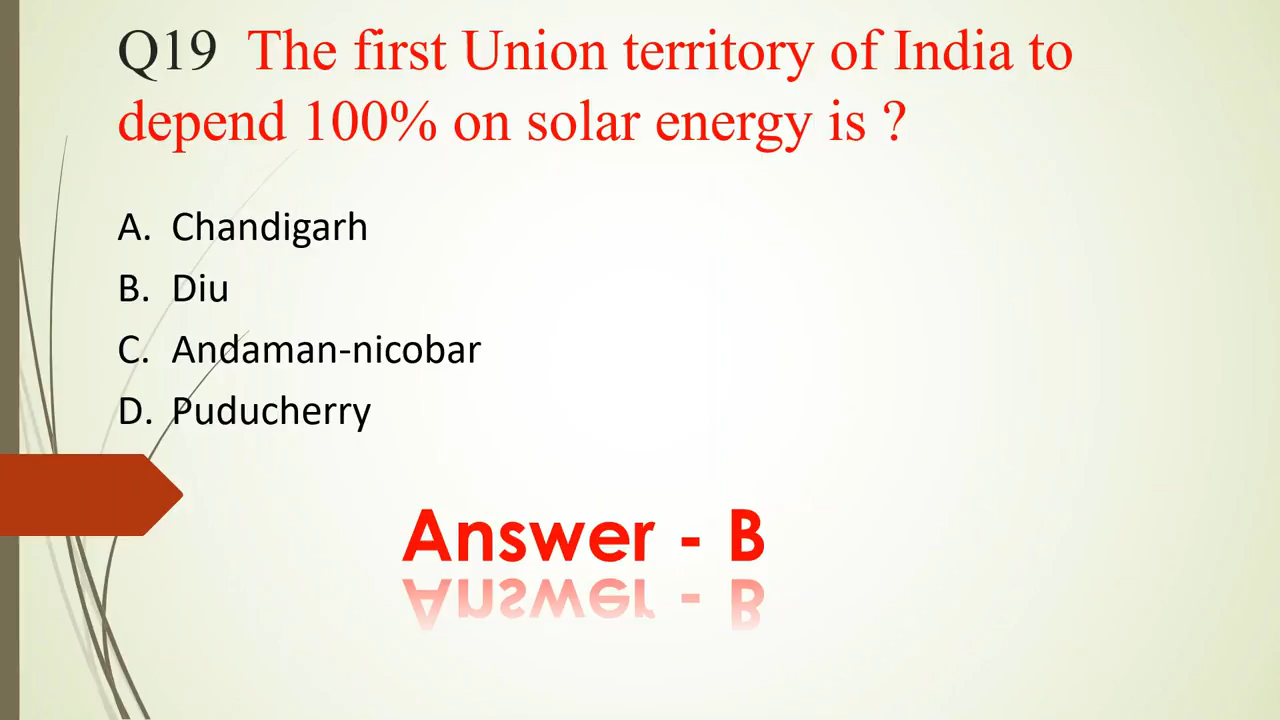 Q19 The first Union territory of India to
depend 100% on solar energy is ?
A. Chandigarh
B. Diu
C. Andaman-nicobar
D. Puducherry
Answer - B